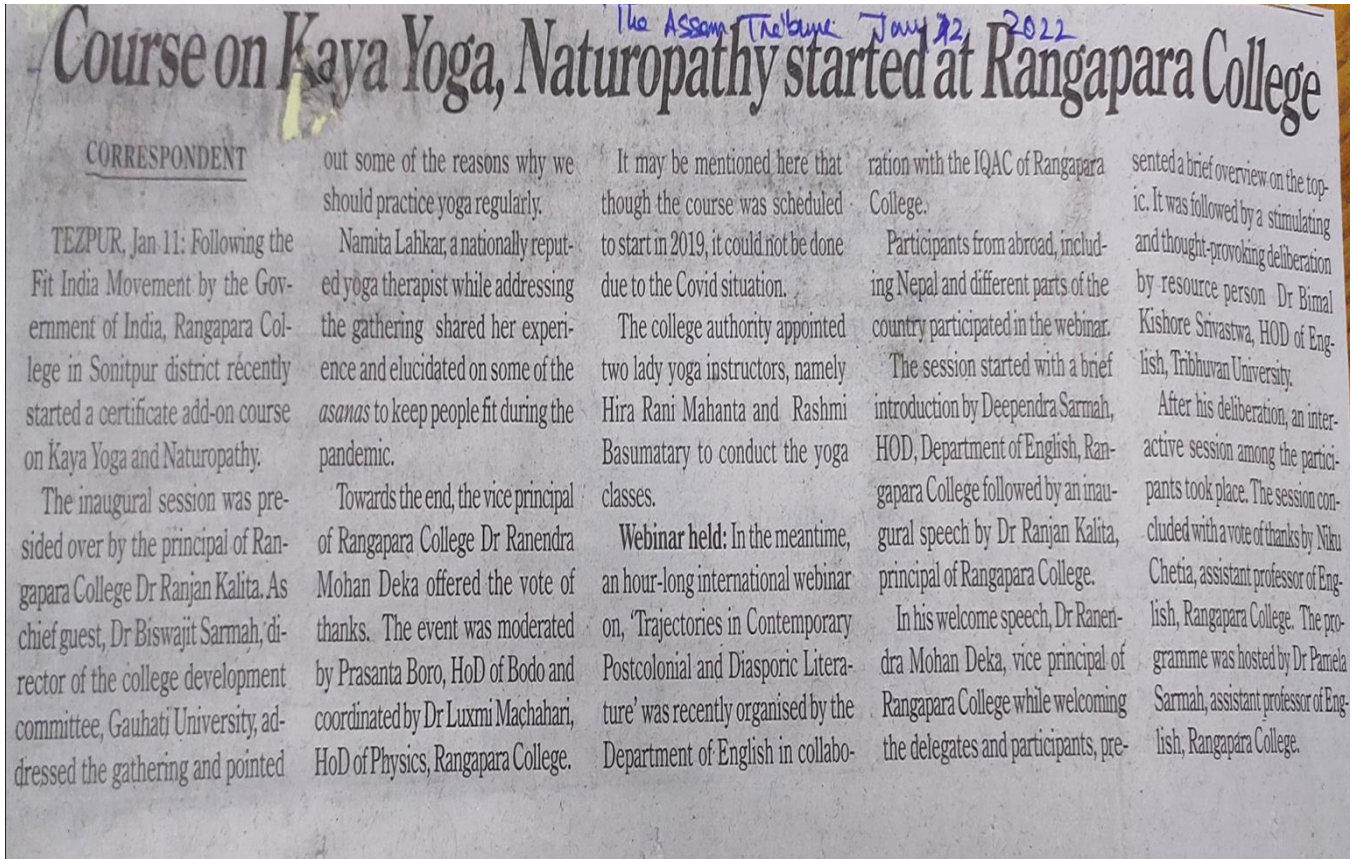 The Assam Tribune Jany 12, 2022
Course on Kaya Yoga, Naturopathy started at Rangapara College
CORRESPONDENT
TEZPUR, Jan 11: Following the
Fit India Movement by the Gov-
ernment of India, Rangapara Col-
lege in Sonitpur district recently
started a certificate add-on course
on Kaya Yoga and Naturopathy.
The inaugural session was pre-
sided over by the principal of Ran-
gapara College Dr Ranjan Kalita. As
chief guest, Dr Biswajit Sarmah, di-
rector of the college development
committee, Gauhati University, ad-
dressed the gathering and pointed
out some of the reasons why we
should practice yoga regularly.
Namita Lahkar, a nationally reput-
ed yoga therapist while addressing
the gathering shared her experi-
ence and elucidated on some of the
asanas to keep people fit during the
pandemic.
Towards the end, the vice principal
of Rangapara College Dr Ranendra
Mohan Deka offered the vote of
thanks. The event was moderated
by Prasanta Boro, HoD of Bodo and
coordinated by Dr Luxmi Machahari,
HoD of Physics, Rangapara College.
It may be mentioned here that
though the course was scheduled
to start in 2019, it could not be done
due to the Covid situation.
The college authority appointed
two lady yoga instructors, namely
Hira Rani Mahanta and Rashmi
Basumatary to conduct the yoga
classes.
Webinar held: In the meantime,
an hour-long international webinar
on, 'Trajectories in Contemporary
Postcolonial and Diasporic Litera-
ture' was recently organised by the
Department of English in collabo-
ration with the IQAC of Rangapara
College.
Participants from abroad, includ-
ing Nepal and different parts of the
country participated in the webinar.
The session started with a brief
introduction by Deependra Sarmah,
HOD, Department of English, Ran-
gapara College followed by an inau-
gural speech by Dr Ranjan Kalita,
principal of Rangapara College.
In his welcome speech, Dr Ranen-
dra Mohan Deka, vice principal of
Rangapara College while welcoming
the delegates and participants, pre-
sented a brief overview on the top-
ic. It was followed by a stimulating
and thought-provoking deliberation
by resource person Dr Bimal
Kishore Srivastwa, HOD of Eng-
lish, Tribhuvan University.
After his deliberation, an inter-
active session among the partici-
pants took place. The session con-
cluded with a vote of thanks by Niku
Chetia, assistant professor of Eng-
lish, Rangapara College. The pro-
gramme was hosted by Dr Pamela
Sarmah, assistant professor of Eng-
lish, Rangapara College.